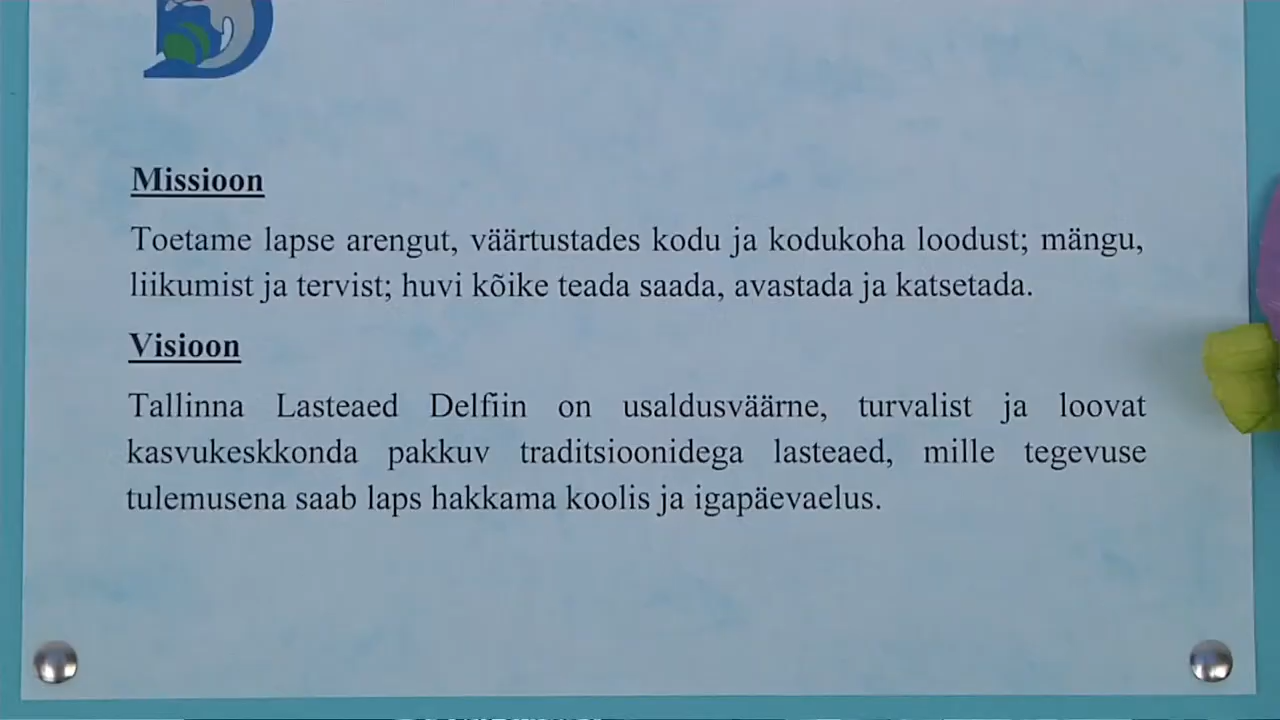 Missioon
Toetame lapse arengut, väärtustades kodu ja kodukoha loodust; mängu,
liikumist ja tervist; huvi kõike teada saada, avastada ja katsetada.
Visioon
Tallinna Lasteaed Delfiin on usaldusväärne, turvalist ja loovat
kasvukeskkonda pakkuv traditsioonidega lasteaed, mille tegevuse
tulemusena saab laps hakkama koolis ja igapäevaelus.